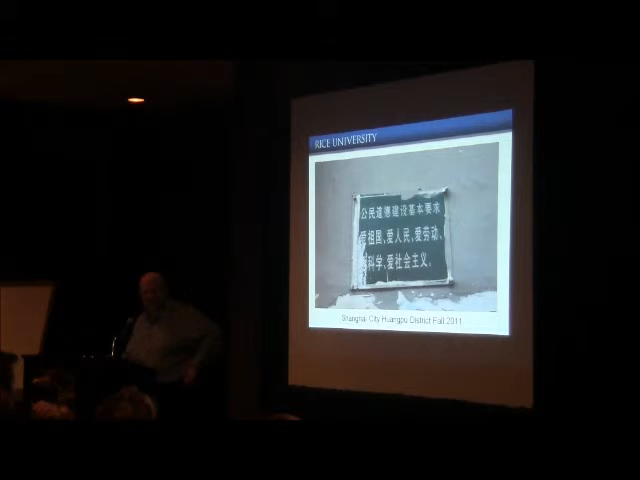 RICE UNIVERSITY
公民道德建设基本要求
爱祖国、爱人民、爱劳动、
爱科学、爱社会主义。
Shanghai City Huangpu District Fall 2011